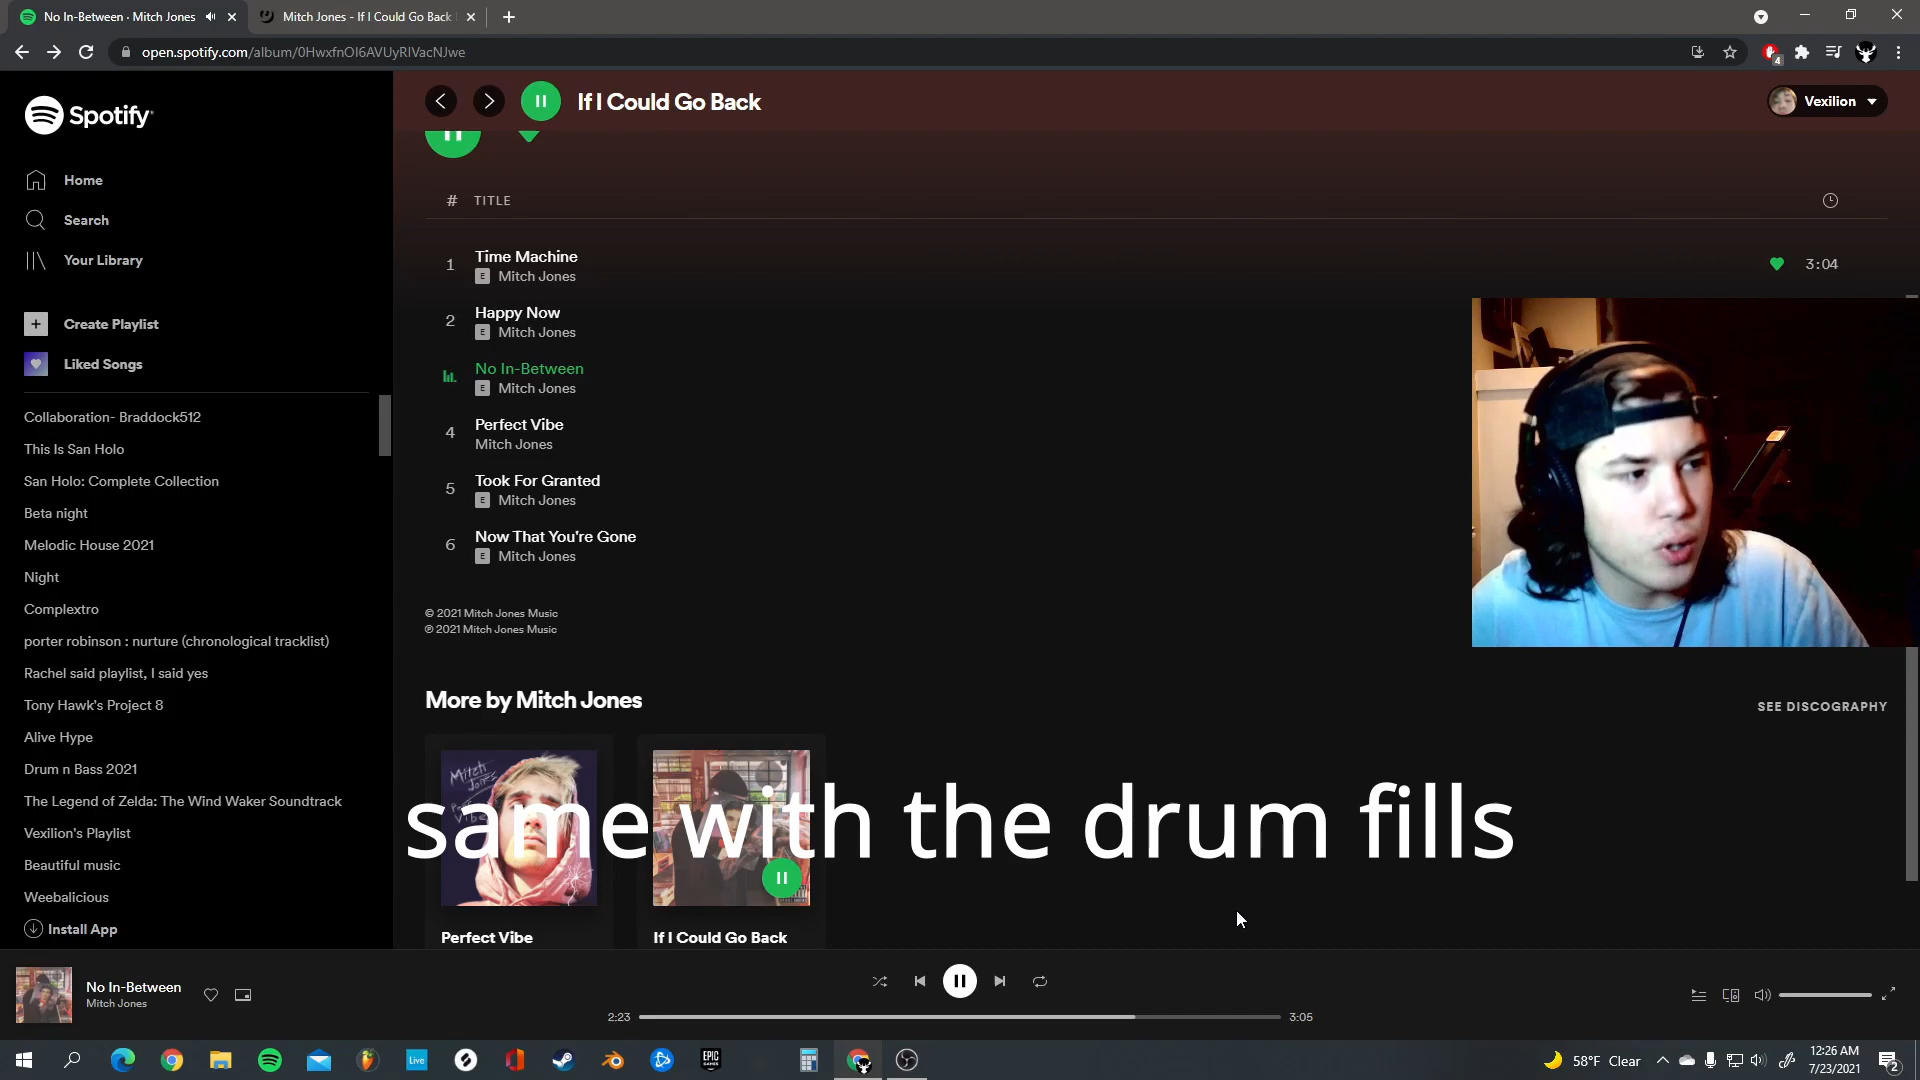 No In-Between · Mitch Jones
Mitch Jones - If I Could Go Back
open.spotify.com/album/0HwxfnOl6AVUyRlVacNJwe
4
Spotify
If I Could Go Back
Vexilion
Home
Search
Your Library
Create Playlist
Liked Songs
Collaboration- Braddock512
This Is San Holo
San Holo: Complete Collection
Beta night
Melodic House 2021
Night
Complextro
porter robinson : nurture (chronological tracklist)
Rachel said playlist, I said yes
Tony Hawk's Project 8
Alive Hype
Drum n Bass 2021
The Legend of Zelda: The Wind Waker Soundtrack
Vexilion's Playlist
Beautiful music
Weebalicious
Install App
# TITLE
1 Time Machine
E Mitch Jones
3:04
2 Happy Now
E Mitch Jones
No In-Between
E Mitch Jones
4 Perfect Vibe
Mitch Jones
5 Took For Granted
E Mitch Jones
6 Now That You're Gone
E Mitch Jones
© 2021 Mitch Jones Music
℗ 2021 Mitch Jones Music
More by Mitch Jones
SEE DISCOGRAPHY
Mitch Jones
same with the drum fills
Perfect Vibe
If I Could Go Back
No In-Between
Mitch Jones
2:23
3:05
Live
EPIC GAMES
58°F Clear
12:26 AM
7/23/2021
2